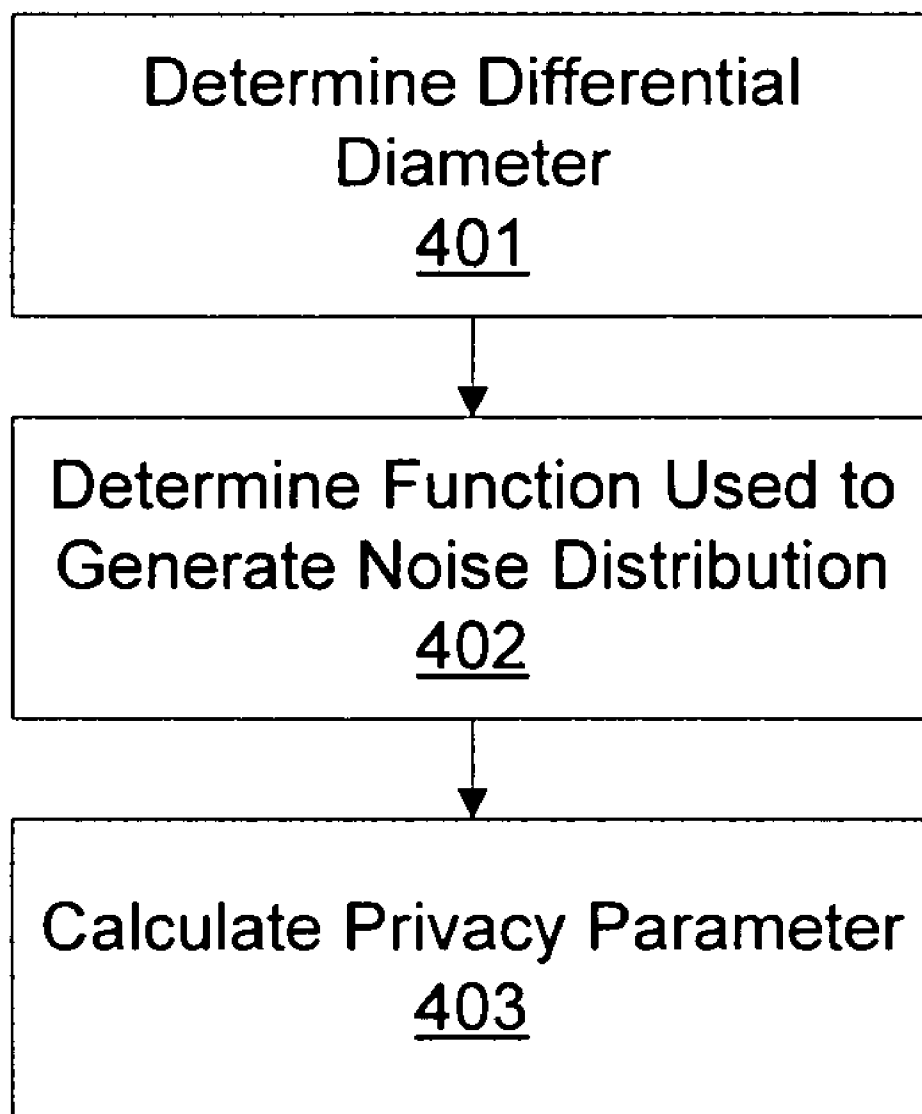 Determine Differential
Diameter
401
Determine Function Used to
Generate Noise Distribution
402
Calculate Privacy Parameter
403